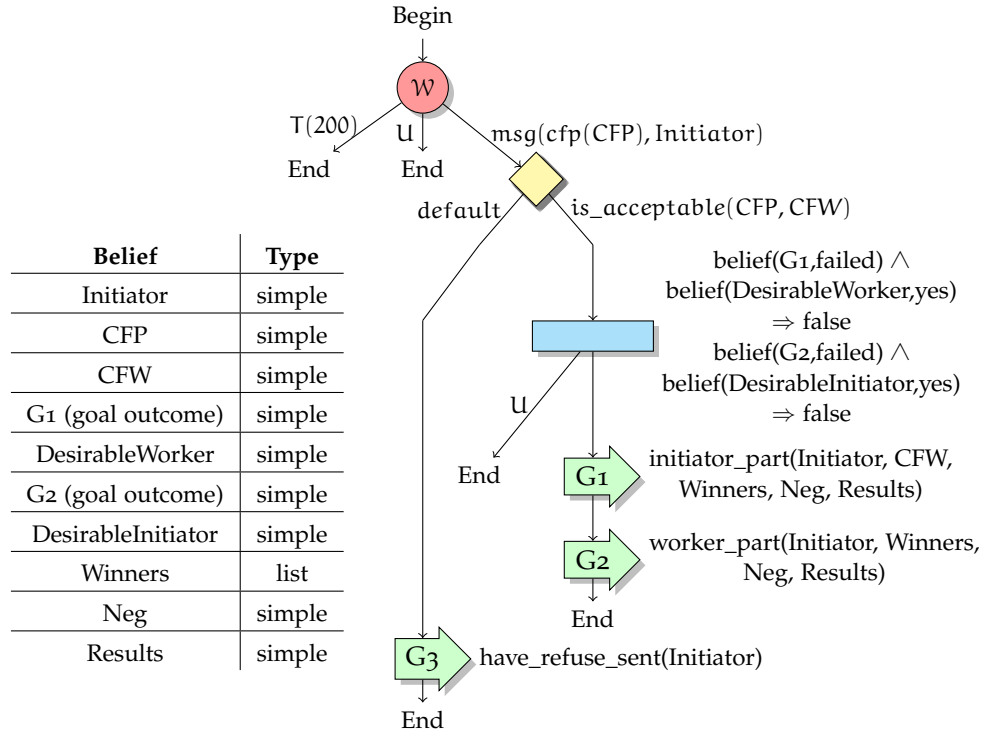 Begin
W
T(200)
U
msg(cfp(CFP), Initiator)
End
End
default
is_acceptable(CFP, CFW)
Belief Type
Initiator simple
CFP simple
CFW simple
G1 (goal outcome) simple
DesirableWorker simple
G2 (goal outcome) simple
DesirableInitiator simple
Winners list
Neg simple
Results simple
belief(G1,failed) ∧
belief(DesirableWorker,yes)
⇒ false
belief(G2,failed) ∧
belief(DesirableInitiator,yes)
⇒ false
U
End
G1
initiator_part(Initiator, CFW,
Winners, Neg, Results)
G2
worker_part(Initiator, Winners,
Neg, Results)
End
G3
have_refuse_sent(Initiator)
End